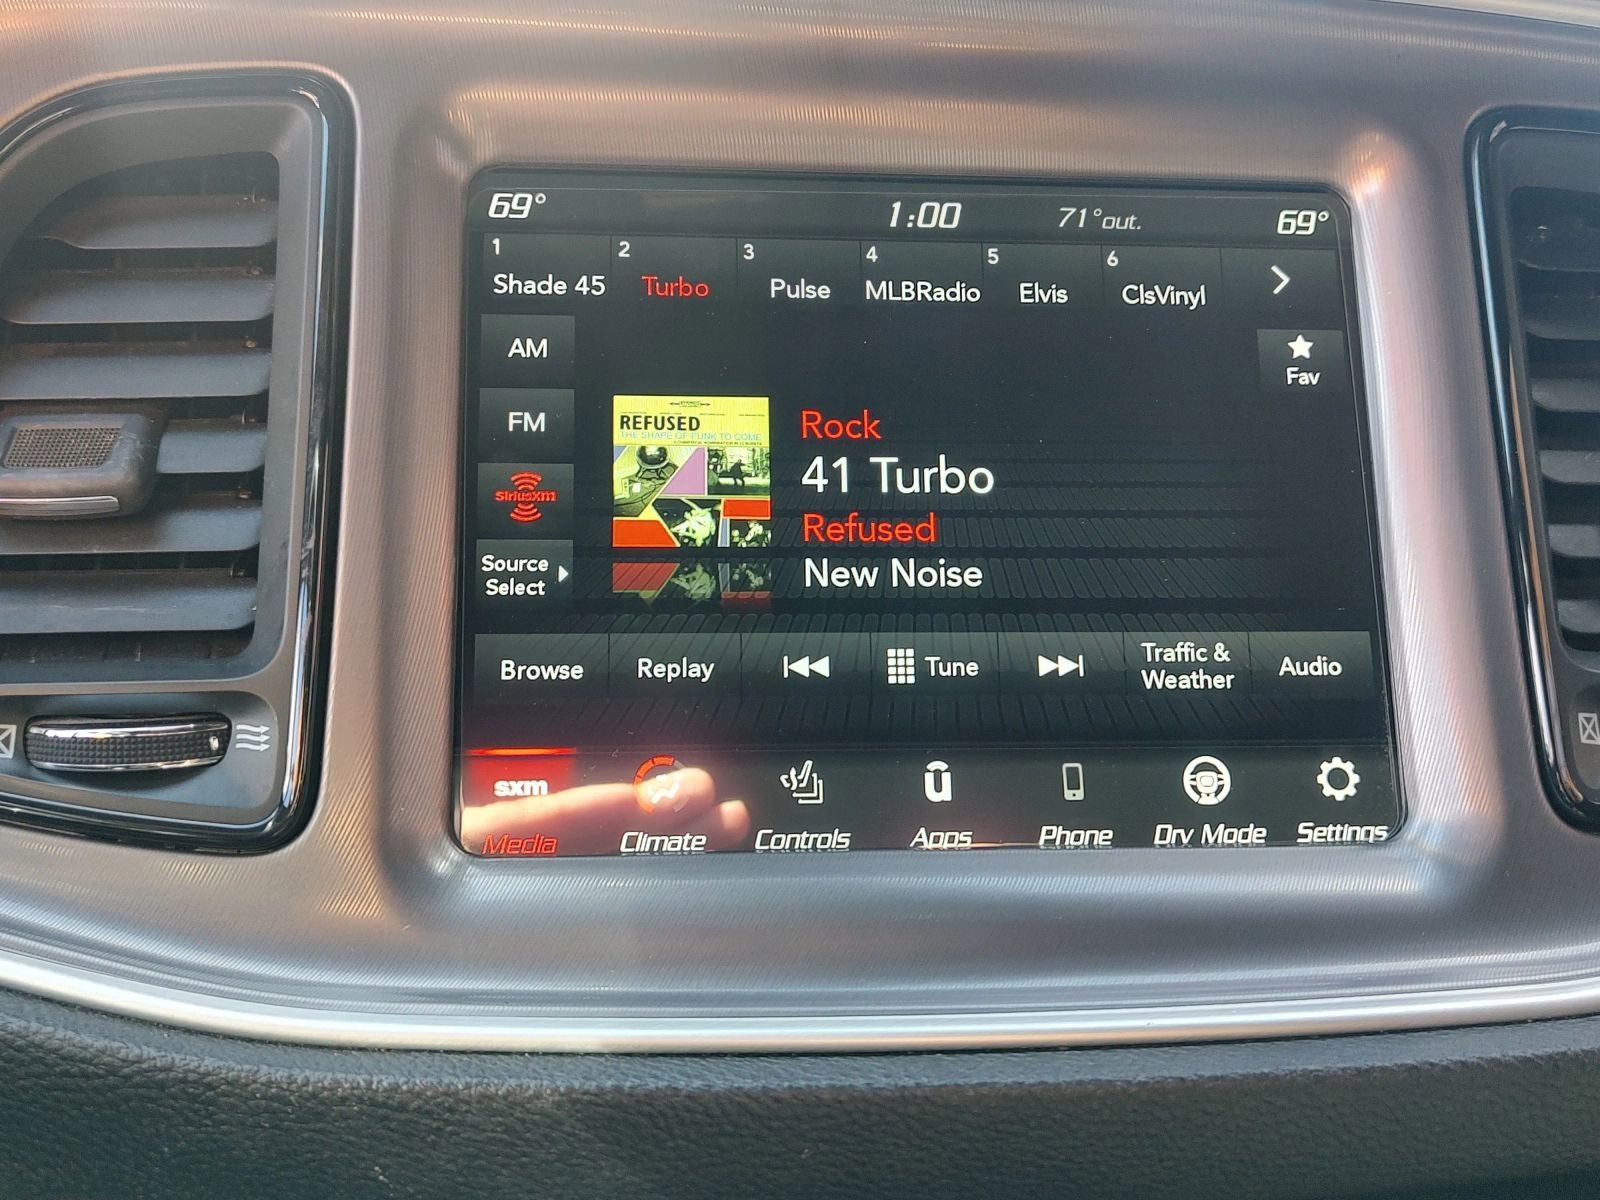 69° 1:00 71°out. 69°
1 2 3 4 5 6
Shade 45 Turbo Pulse MLBRadio Elvis ClsVinyl
AM
Fav
FM
REFUSED
THE SHAPE OF PUNK TO COME
Rock
41 Turbo
SiriusXM
Refused
Source
Select
New Noise
Browse Replay Tune Traffic &
Weather Audio
sxm
Media Climate Controls Apps Phone Drv Mode Settings